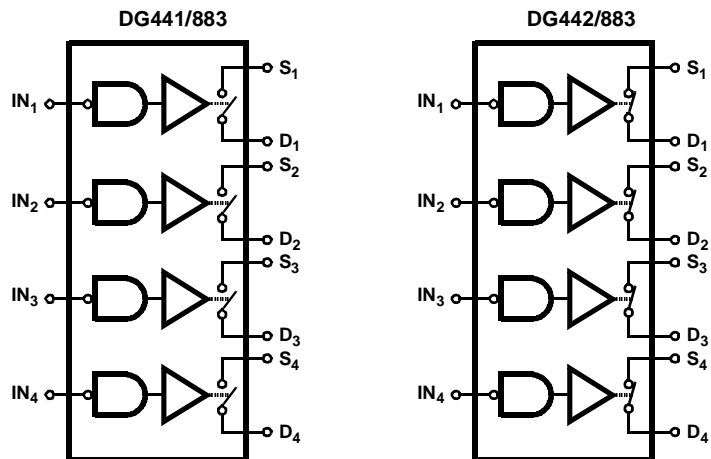 DG441/883
DG442/883
IN1
S1
D1
IN2
S2
D2
IN3
S3
D3
IN4
S4
D4
IN1
S1
D1
IN2
S2
D2
IN3
S3
D3
IN4
S4
D4